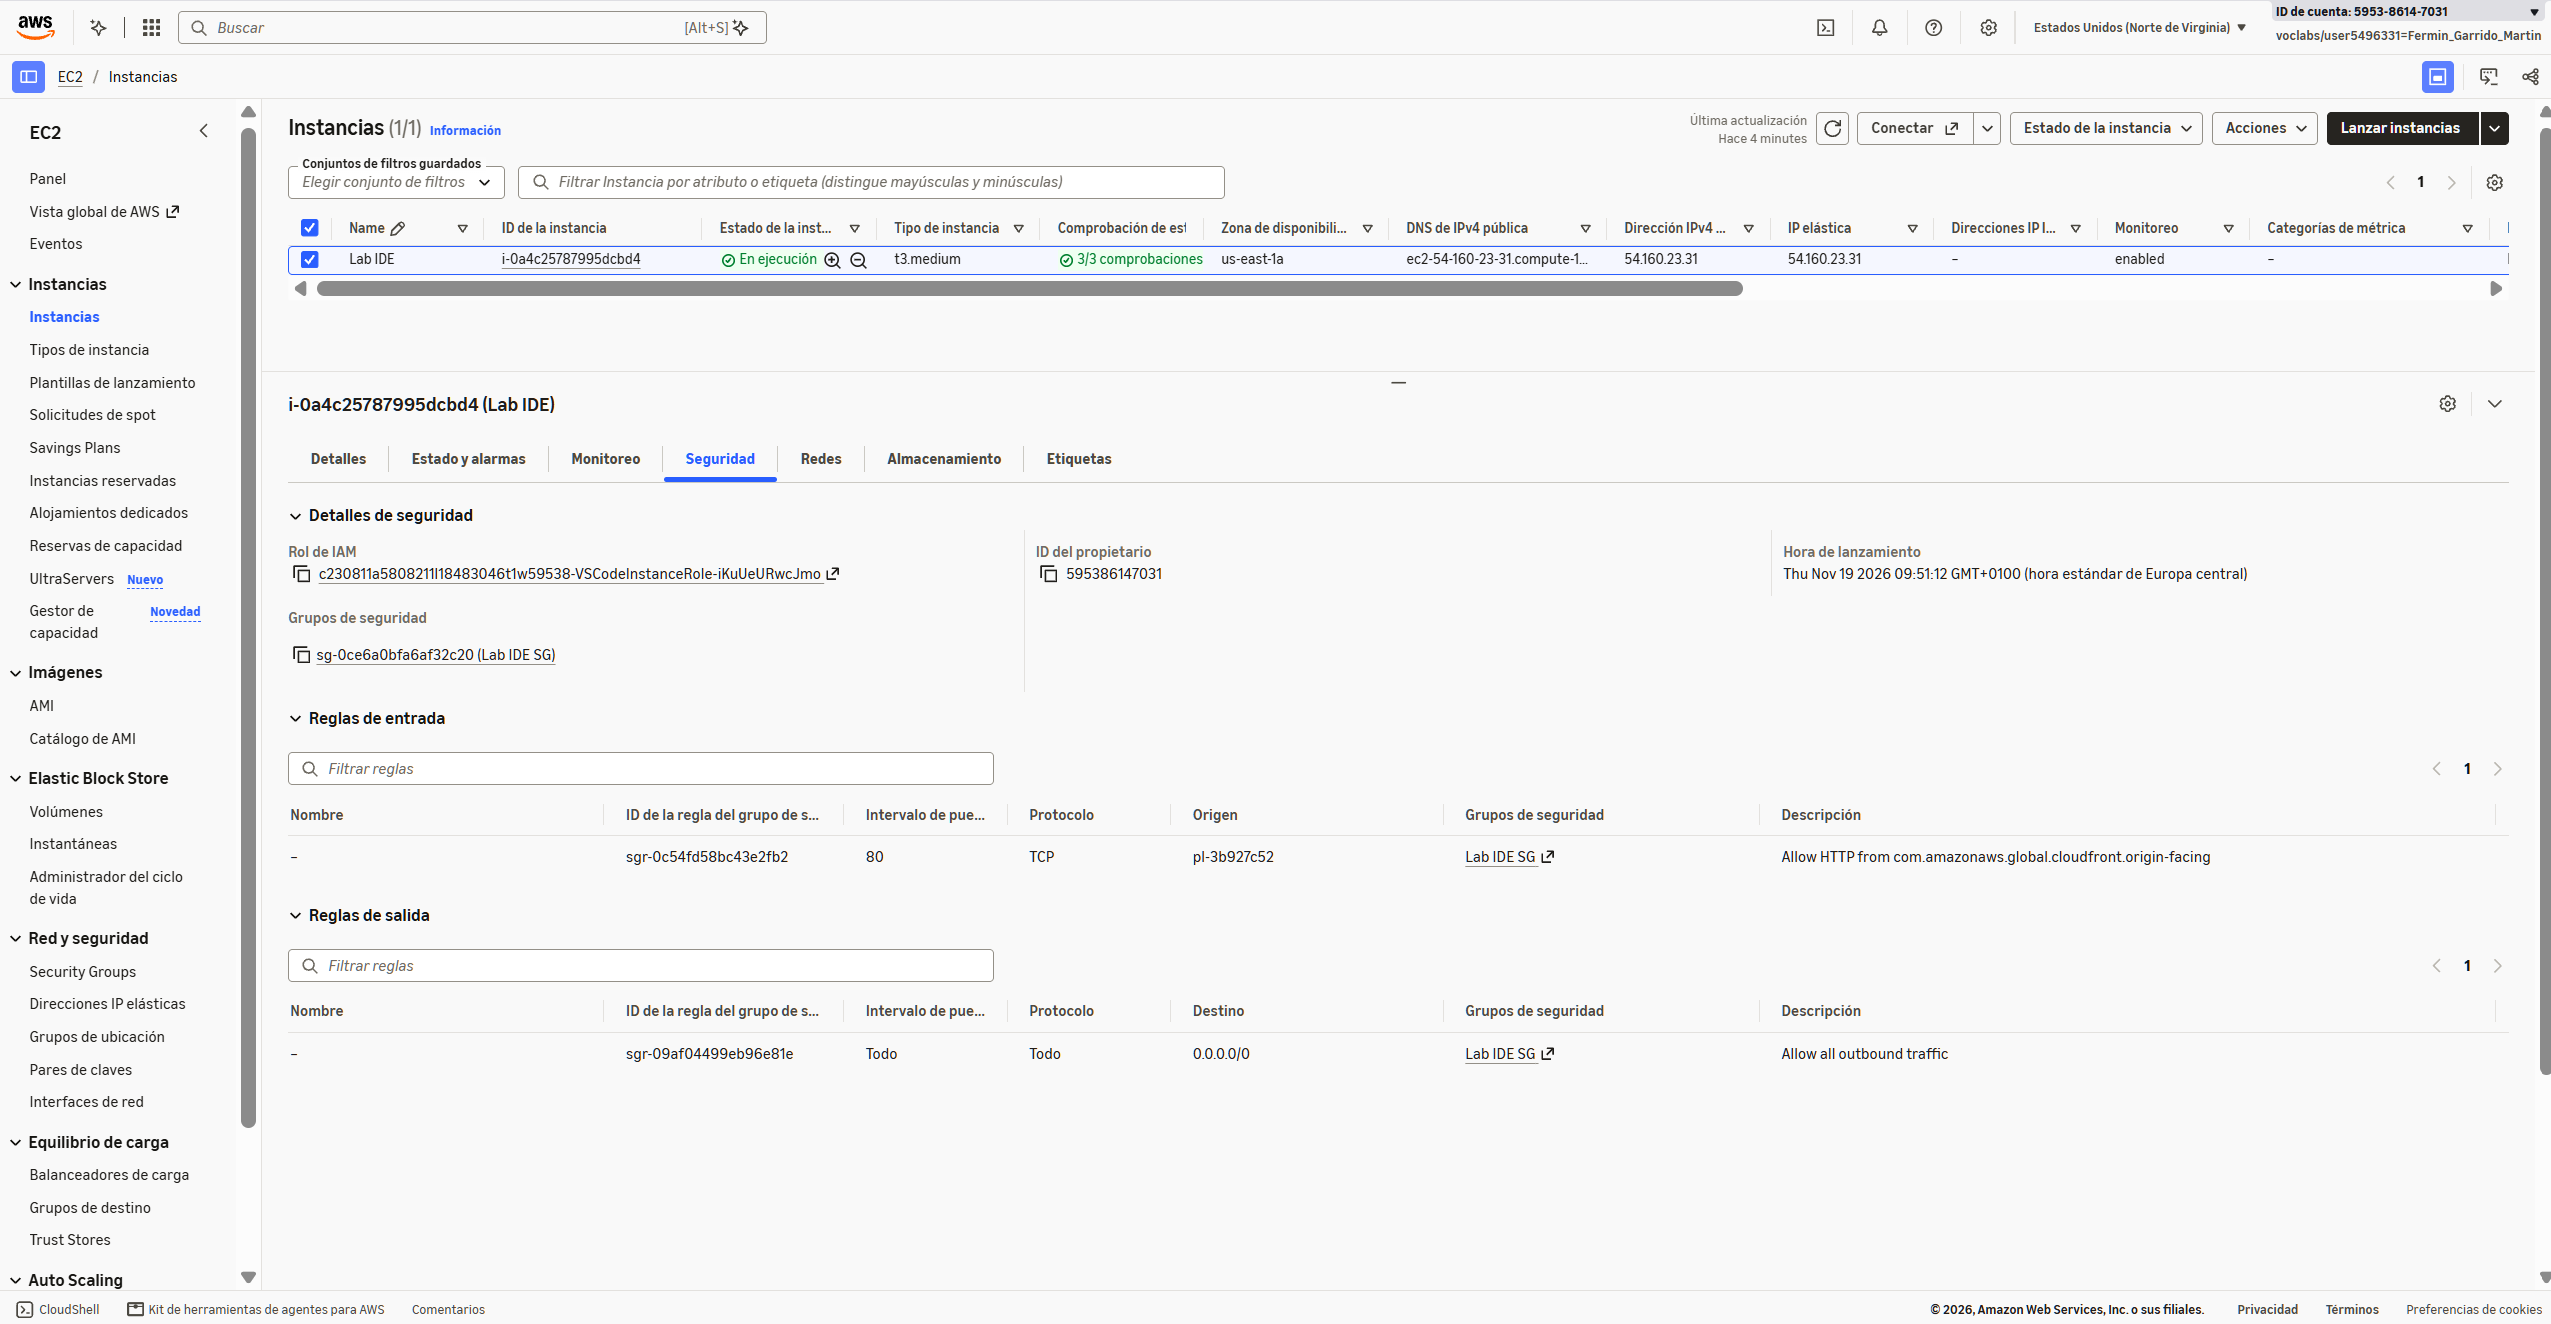 aws
Buscar [Alt+S]
Estados Unidos (Norte de Virginia)
ID de cuenta: 5953-8614-7031
voclabs/user5496331=Fermin_Garrido_Martin
EC2 / Instancias
EC2
Panel
Vista global de AWS
Eventos
Instancias
Instancias
Tipos de instancia
Plantillas de lanzamiento
Solicitudes de spot
Savings Plans
Instancias reservadas
Alojamientos dedicados
Reservas de capacidad
UltraServers Nuevo
Gestor de capacidad Novedad
Imágenes
AMI
Catálogo de AMI
Elastic Block Store
Volúmenes
Instantáneas
Administrador del ciclo
de vida
Red y seguridad
Security Groups
Direcciones IP elásticas
Grupos de ubicación
Pares de claves
Interfaces de red
Equilibrio de carga
Balanceadores de carga
Grupos de destino
Trust Stores
Auto Scaling
Instancias (1/1) Información
Última actualización
Hace 4 minutes
Conectar
Estado de la instancia
Acciones
Lanzar instancias
Conjuntos de filtros guardados
Elegir conjunto de filtros
Filtrar Instancia por atributo o etiqueta (distingue mayúsculas y minúsculas)
1
Name ID de la instancia Estado de la inst... Tipo de instancia Comprobación de est Zona de disponibili... DNS de IPv4 pública Dirección IPv4 ... IP elástica Direcciones IP I... Monitoreo Categorías de métrica
Lab IDE i-0a4c25787995dcbd4 En ejecución t3.medium 3/3 comprobaciones us-east-1a ec2-54-160-23-31.compute-1... 54.160.23.31 54.160.23.31 – enabled –
i-0a4c25787995dcbd4 (Lab IDE)
Detalles Estado y alarmas Monitoreo Seguridad Redes Almacenamiento Etiquetas
Detalles de seguridad
Rol de IAM
c230811a5808211l18483046t1w59538-VSCodeInstanceRole-iKuUeURwcJmo
ID del propietario
595386147031
Hora de lanzamiento
Thu Nov 19 2026 09:51:12 GMT+0100 (hora estándar de Europa central)
Grupos de seguridad
sg-0ce6a0bfa6af32c20 (Lab IDE SG)
Reglas de entrada
Filtrar reglas
1
Nombre ID de la regla del grupo de s... Intervalo de pue... Protocolo Origen Grupos de seguridad Descripción
– sgr-0c54fd58bc43e2fb2 80 TCP pl-3b927c52 Lab IDE SG Allow HTTP from com.amazonaws.global.cloudfront.origin-facing
Reglas de salida
Filtrar reglas
1
Nombre ID de la regla del grupo de s... Intervalo de pue... Protocolo Destino Grupos de seguridad Descripción
– sgr-09af04499eb96e81e Todo Todo 0.0.0.0/0 Lab IDE SG Allow all outbound traffic
CloudShell Kit de herramientas de agentes para AWS Comentarios
© 2026, Amazon Web Services, Inc. o sus filiales. Privacidad Términos Preferencias de cookies